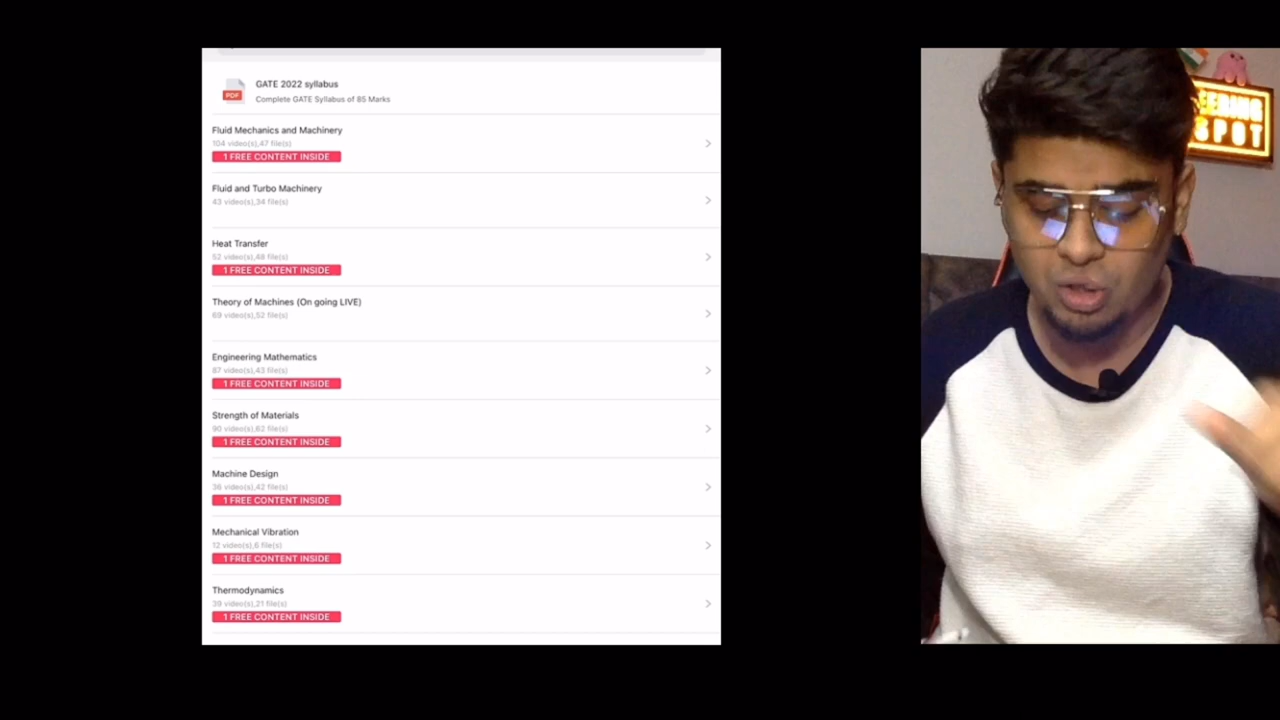 GATE 2022 syllabus
PDF
Complete GATE Syllabus of 85 Marks
Fluid Mechanics and Machinery
104 video(s),47 file(s)
1 FREE CONTENT INSIDE
Fluid and Turbo Machinery
43 video(s),34 file(s)
Heat Transfer
52 video(s),48 file(s)
1 FREE CONTENT INSIDE
Theory of Machines (On going LIVE)
69 video(s),52 file(s)
Engineering Mathematics
87 video(s),43 file(s)
1 FREE CONTENT INSIDE
Strength of Materials
90 video(s),62 file(s)
1 FREE CONTENT INSIDE
Machine Design
36 video(s),42 file(s)
1 FREE CONTENT INSIDE
Mechanical Vibration
12 video(s),6 file(s)
1 FREE CONTENT INSIDE
Thermodynamics
39 video(s),21 file(s)
1 FREE CONTENT INSIDE
EERING
SPOT